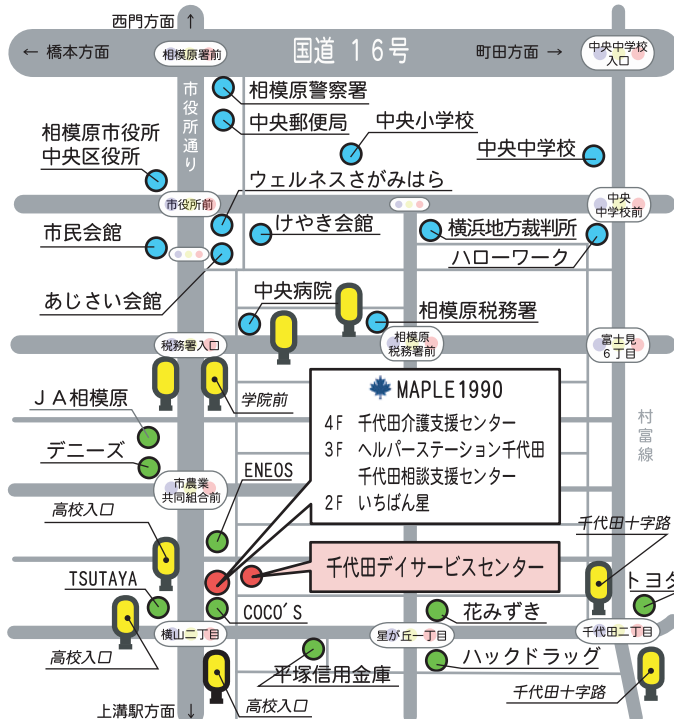 西門方面 ↑
← 橋本方面
相模原署前
国道 16号
町田方面 →
中央中学校
入口
市役所通り
相模原警察署
中央郵便局
中央小学校
中央中学校
相模原市役所
中央区役所
市役所前
ウェルネスさがみはら
中央
中学校前
市民会館
けやき会館
横浜地方裁判所
ハローワーク
あじさい会館
中央病院
相模原税務署
税務署入口
相模原
税務署前
富士見
6丁目
学院前
JA相模原
デニーズ
村富線
MAPLE1990
4F 千代田介護支援センター
3F ヘルパーステーション千代田
千代田相談支援センター
2F いちばん星
市農業
共同組合前
ENEOS
高校入口
千代田十字路
千代田デイサービスセンター
TSUTAYA
COCO'S
花みずき
トヨタ
高校入口
横山二丁目
星が丘一丁目
千代田二丁目
平塚信用金庫
ハックドラッグ
高校入口
千代田十字路
上溝駅方面 ↓